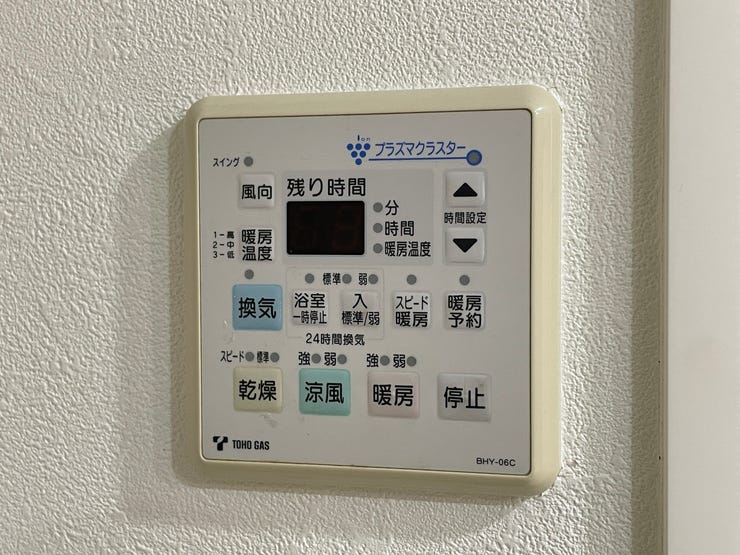 ion
プラズマクラスター
スイング
風向
残り時間
分
時間
暖房温度
時間設定
1－高
2－中
3－低
暖房
温度
標準 弱
換気
浴室
一時停止
入
標準/弱
スピード
暖房
暖房
予約
24時間換気
スピード 標準
強 弱
強 弱
乾燥
涼風
暖房
停止
TOHO GAS
BHY-06C